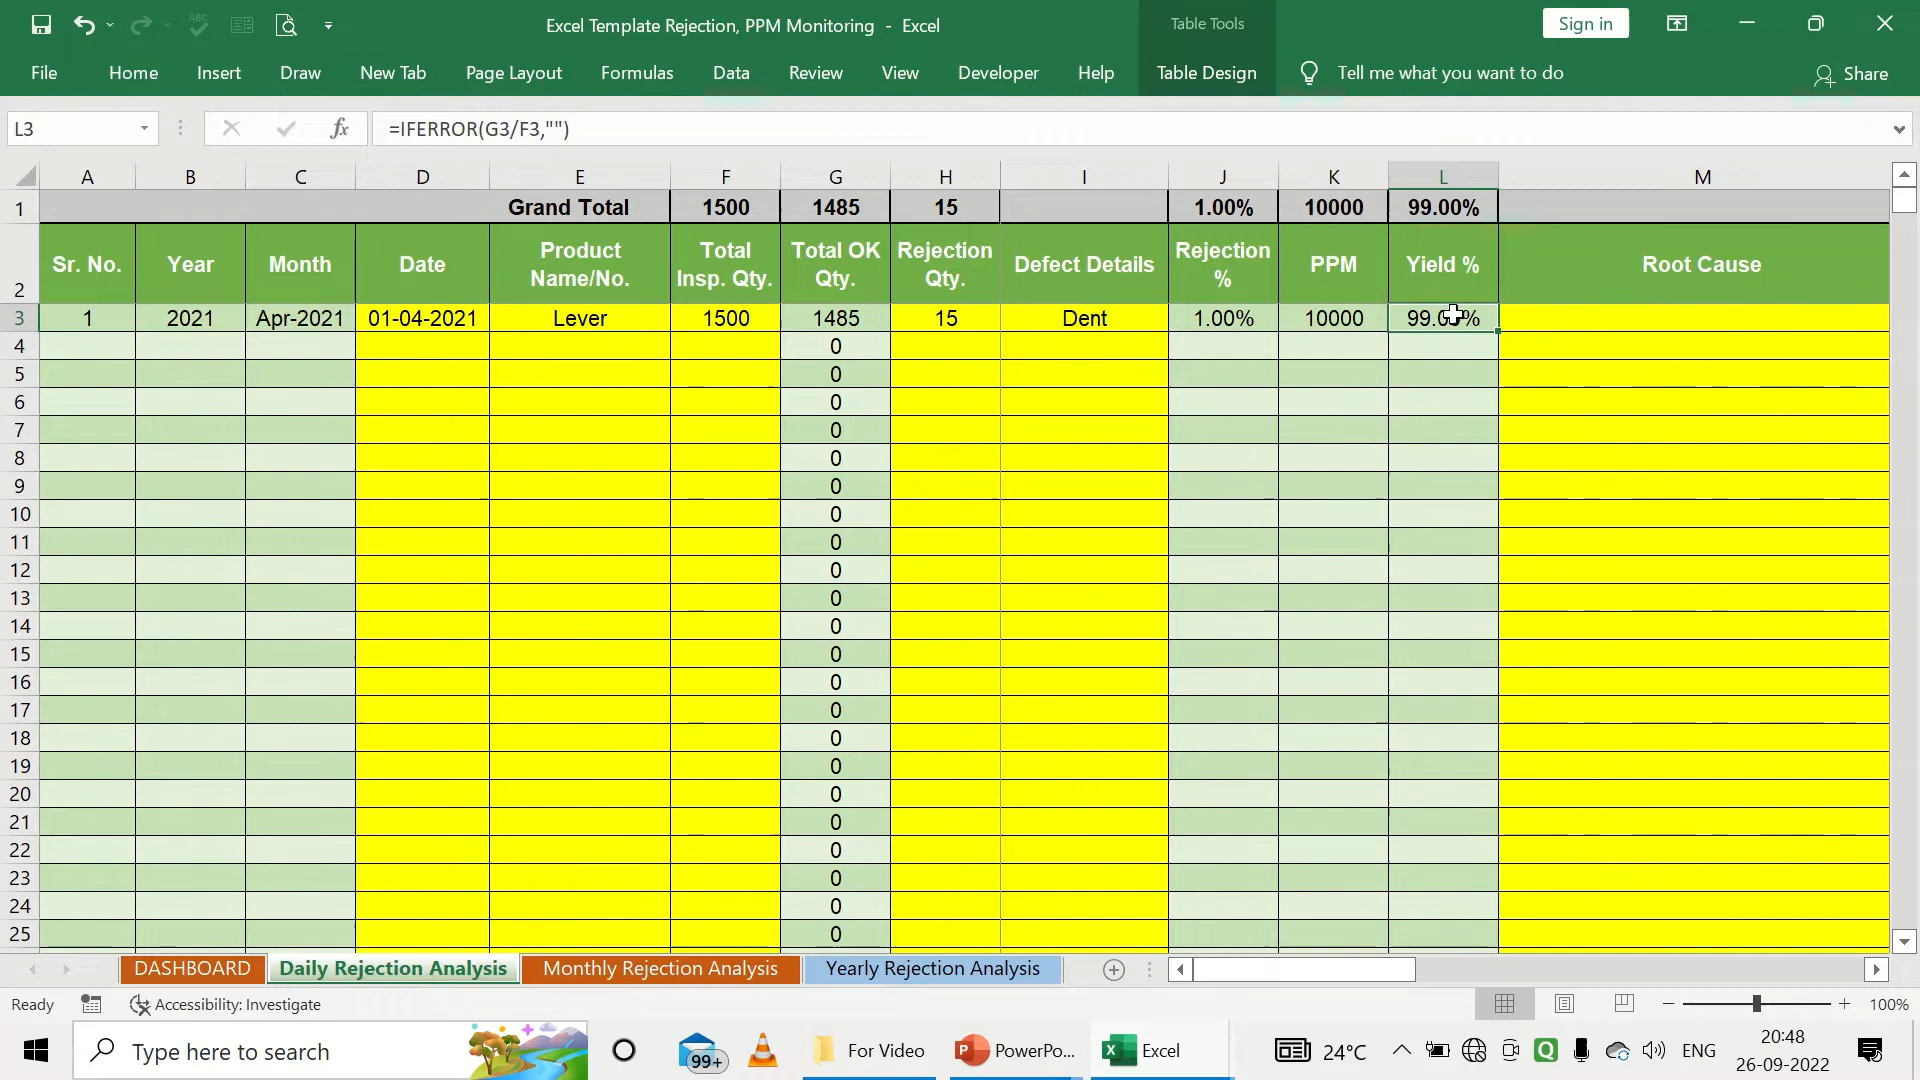 Excel Template Rejection, PPM Monitoring - Excel
Table Tools
Sign in
File Home Insert Draw New Tab Page Layout Formulas Data Review View Developer Help Table Design Tell me what you want to do Share
L3 fx =IFERROR(G3/F3,"")
A B C D E F G H I J K L M
1 Grand Total 1500 1485 15 1.00% 10000 99.00%
2 Sr. No. Year Month Date Product Name/No. Total Insp. Qty. Total OK Qty. Rejection Qty. Defect Details Rejection % PPM Yield % Root Cause
3 1 2021 Apr-2021 01-04-2021 Lever 1500 1485 15 Dent 1.00% 10000 99.00%
4 0
5 0
6 0
7 0
8 0
9 0
10 0
11 0
12 0
13 0
14 0
15 0
16 0
17 0
18 0
19 0
20 0
21 0
22 0
23 0
24 0
25 0
DASHBOARD Daily Rejection Analysis Monthly Rejection Analysis Yearly Rejection Analysis
Ready Accessibility: Investigate 100%
Type here to search 99+ For Video PowerPo... Excel 24°C ENG 20:48
26-09-2022